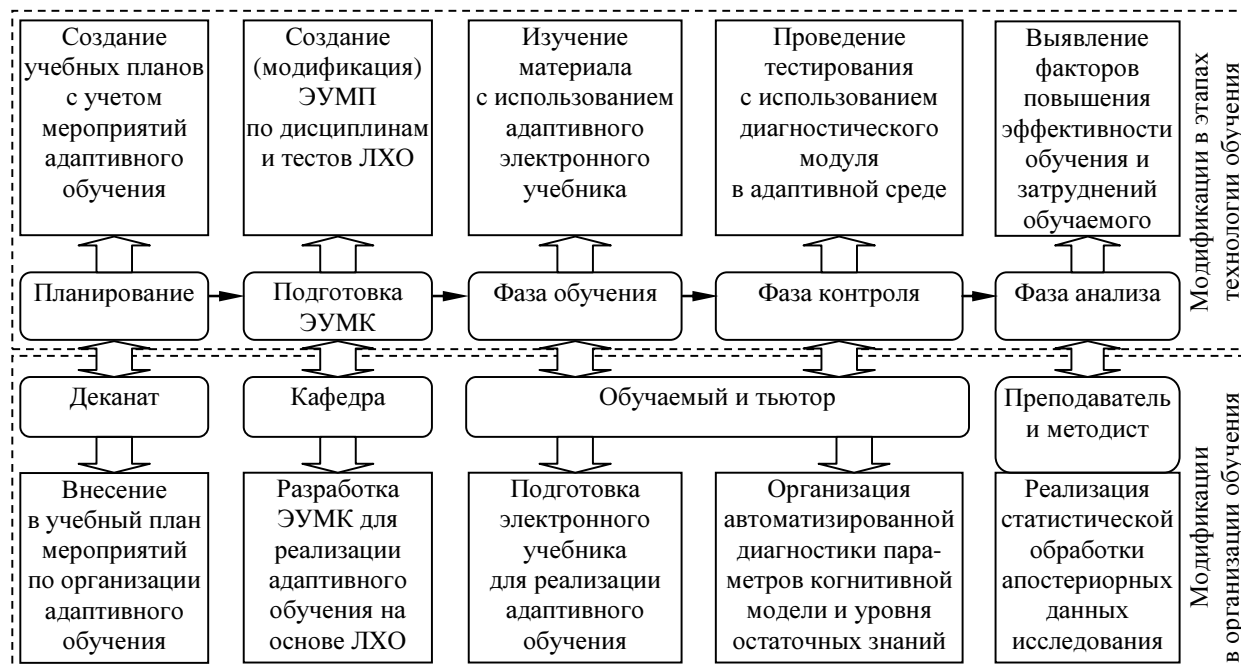 Создание
учебных планов
с учетом
мероприятий
адаптивного
обучения
Создание
(модификация)
ЭУМП
по дисциплинам
и тестов ЛХО
Изучение
материала
с использованием
адаптивного
электронного
учебника
Проведение
тестирования
с использованием
диагностического
модуля
в адаптивной среде
Выявление
факторов
повышения
эффективности
обучения и
затруднений
обучаемого
Модификации в этапах
технологии обучения
Планирование
Подготовка
ЭУМК
Фаза обучения
Фаза контроля
Фаза анализа
Деканат
Кафедра
Обучаемый и тьютор
Преподаватель
и методист
Внесение
в учебный план
мероприятий
по организации
адаптивного
обучения
Разработка
ЭУМК для
реализации
адаптивного
обучения на
основе ЛХО
Подготовка
электронного
учебника
для реализации
адаптивного
обучения
Организация
автоматизированной
диагностики пара-
метров когнитивной
модели и уровня
остаточных знаний
Реализация
статистической
обработки
апостериорных
данных
исследования
Модификации
в организации обучения